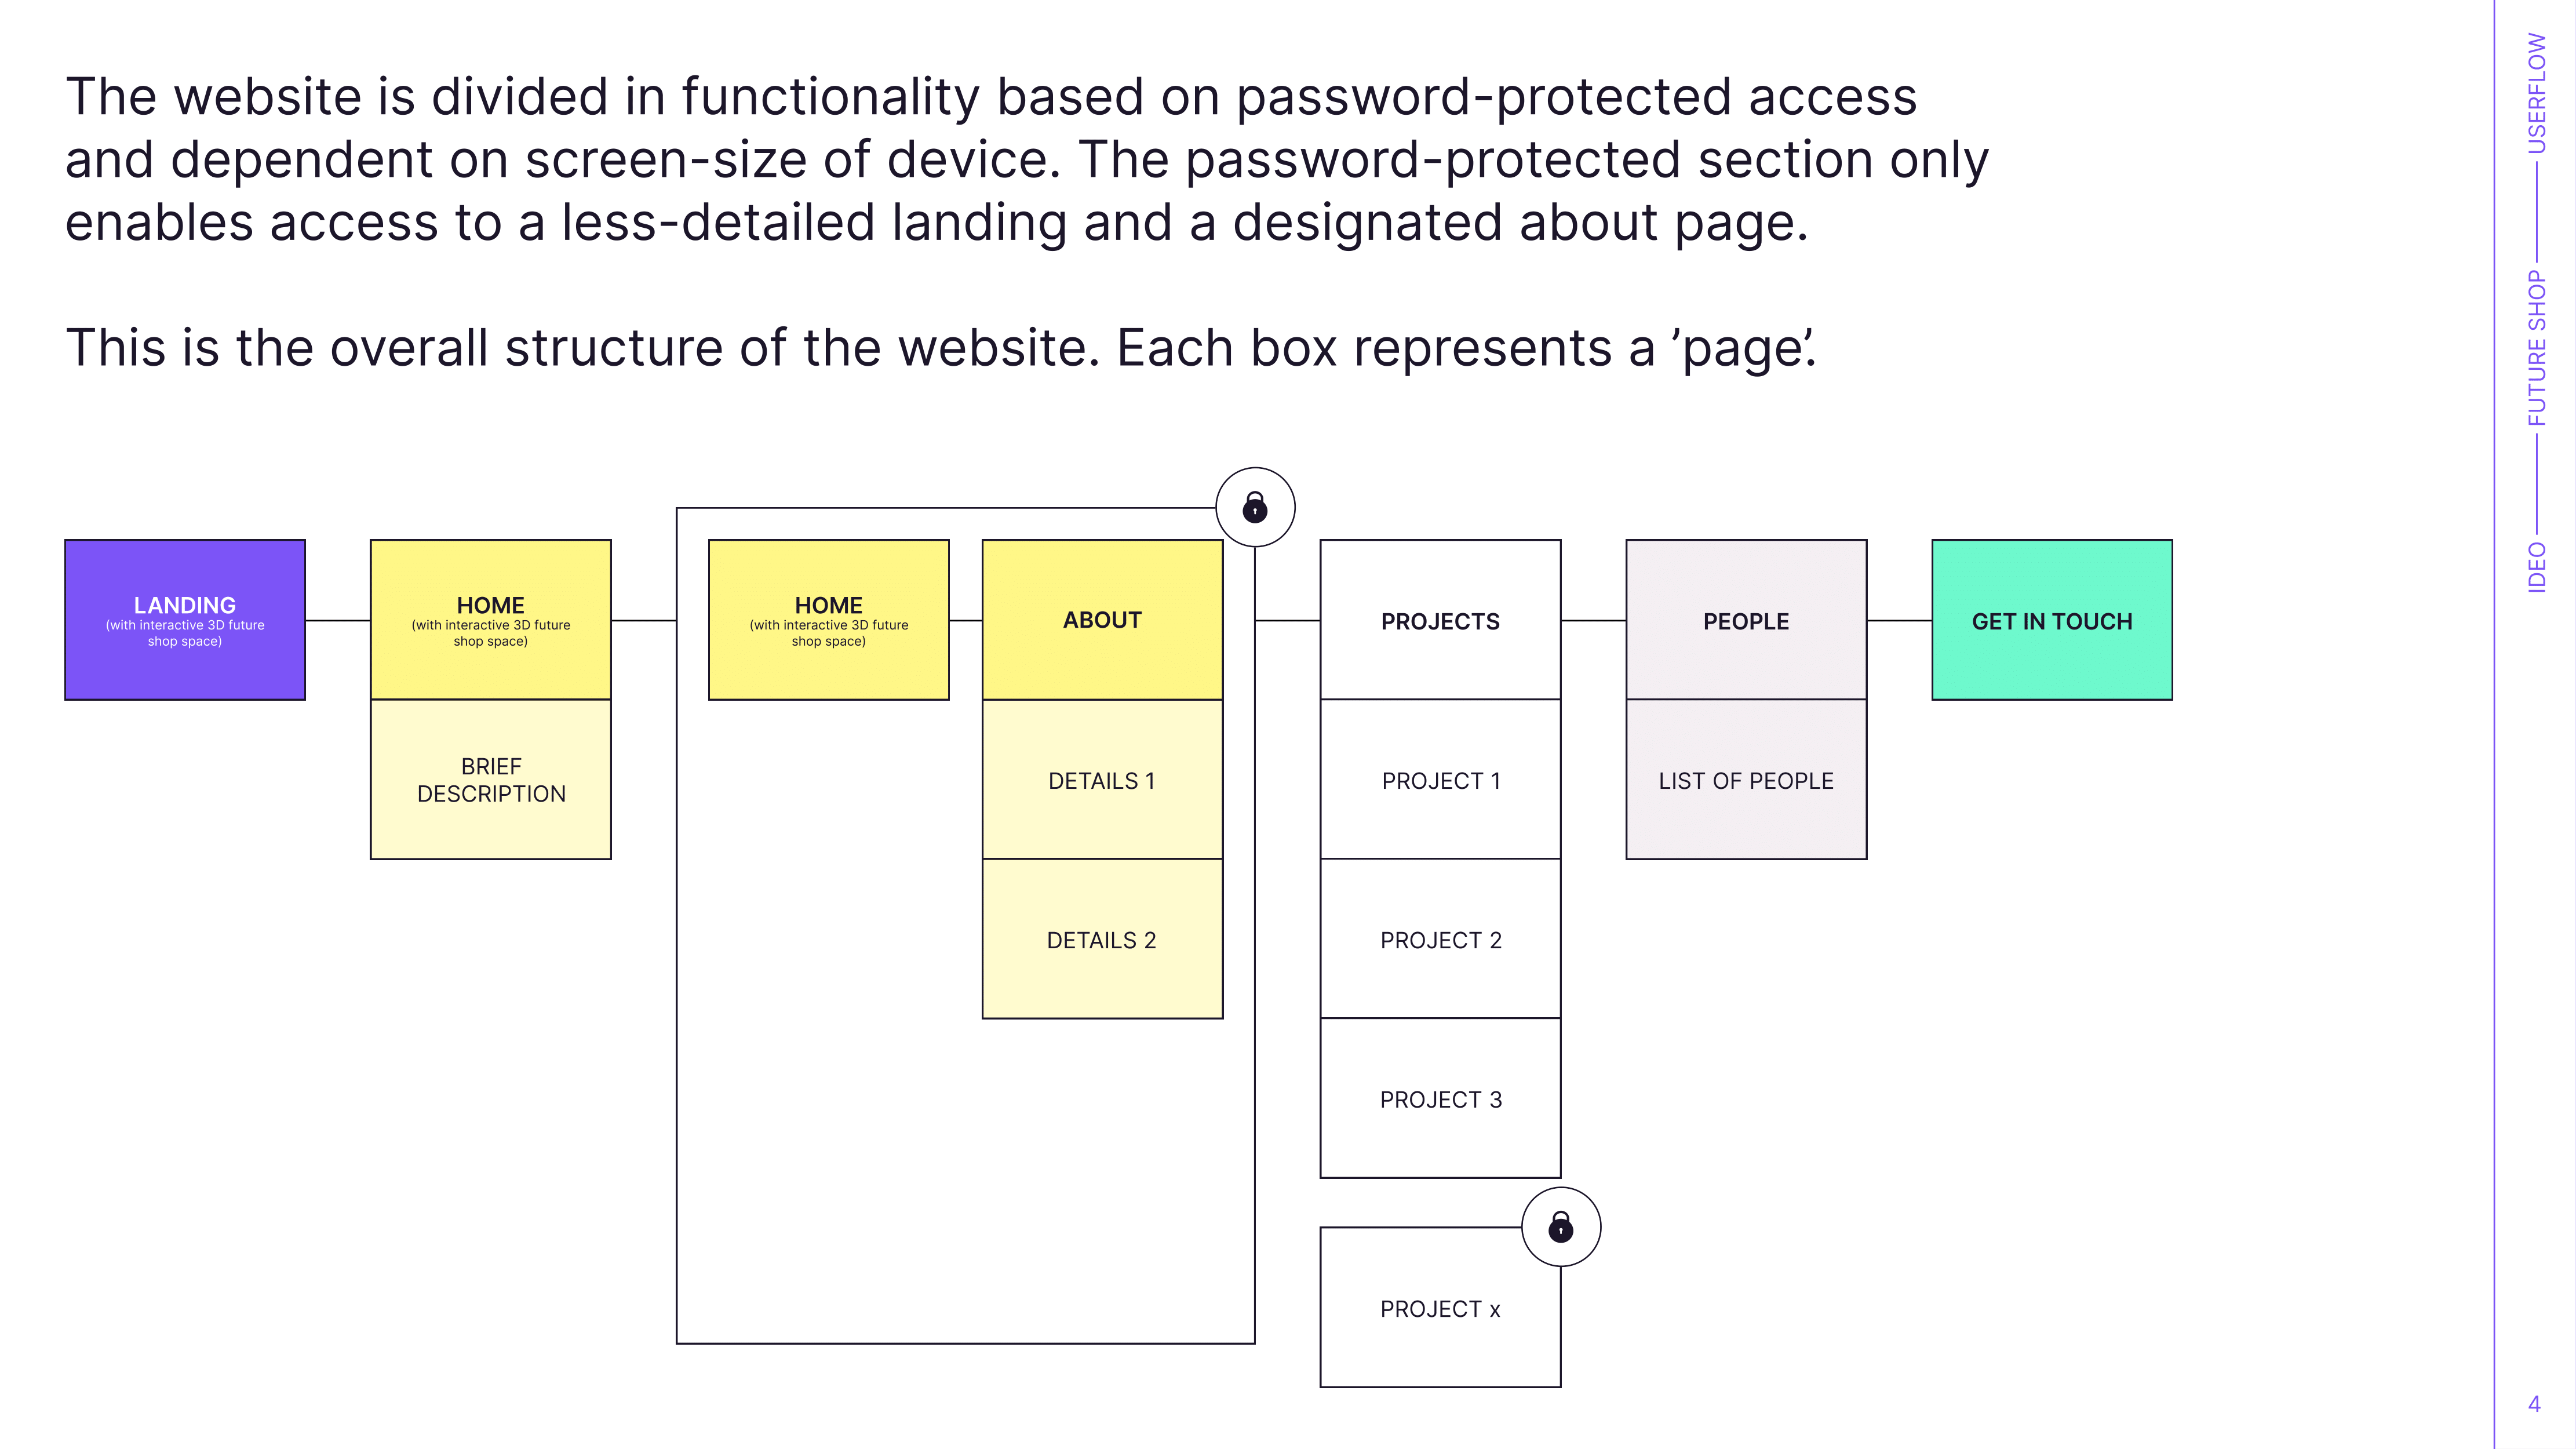 The website is divided in functionality based on password-protected access
and dependent on screen-size of device. The password-protected section only
enables access to a less-detailed landing and a designated about page.
This is the overall structure of the website. Each box represents a ’page’.
LANDING
(with interactive 3D future
shop space)
HOME
(with interactive 3D future
shop space)
BRIEF
DESCRIPTION
HOME
(with interactive 3D future
shop space)
ABOUT
DETAILS 1
DETAILS 2
PROJECTS
PROJECT 1
PROJECT 2
PROJECT 3
PROJECT x
PEOPLE
LIST OF PEOPLE
GET IN TOUCH
IDEO —— FUTURE SHOP —— USERFLOW
4